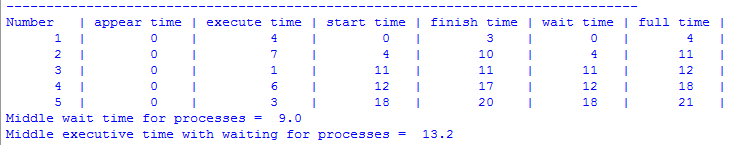 --------------------------------------------------------------------------------
Number | appear time | execute time | start time | finish time | wait time | full time |
1 | 0 | 4 | 0 | 3 | 0 | 4 |
2 | 0 | 7 | 4 | 10 | 4 | 11 |
3 | 0 | 1 | 11 | 11 | 11 | 12 |
4 | 0 | 6 | 12 | 17 | 12 | 18 |
5 | 0 | 3 | 18 | 20 | 18 | 21 |
Middle wait time for processes = 9.0
Middle executive time with waiting for processes = 13.2